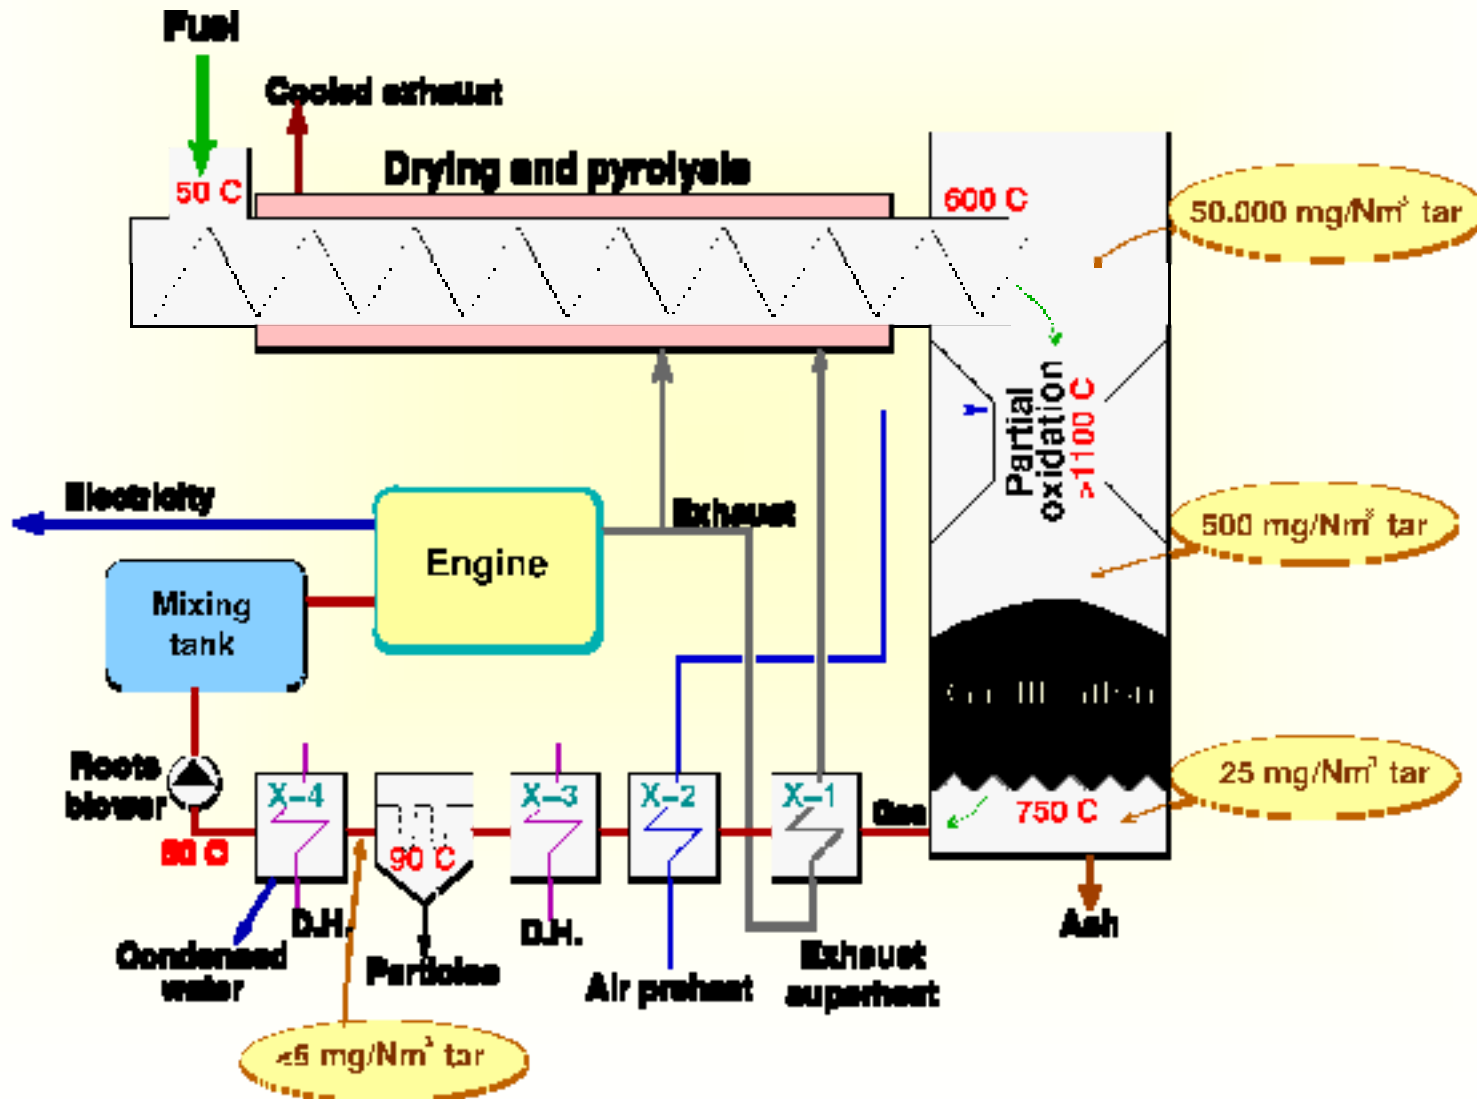 Fuel
Cooled exhaust
Drying and pyrolysis
50 C
600 C
50.000 mg/Nm³ tar
Partial
oxidation
>1100 C
Electricity
Exhaust
500 mg/Nm³ tar
Engine
Mixing
tank
Roots
blower
X-4
X-3
X-2
X-1
Gas
750 C
25 mg/Nm³ tar
90 C
D.H.
D.H.
Ash
Condensed
water
Particles
Air preheat
Exhaust
superheat
<5 mg/Nm³ tar